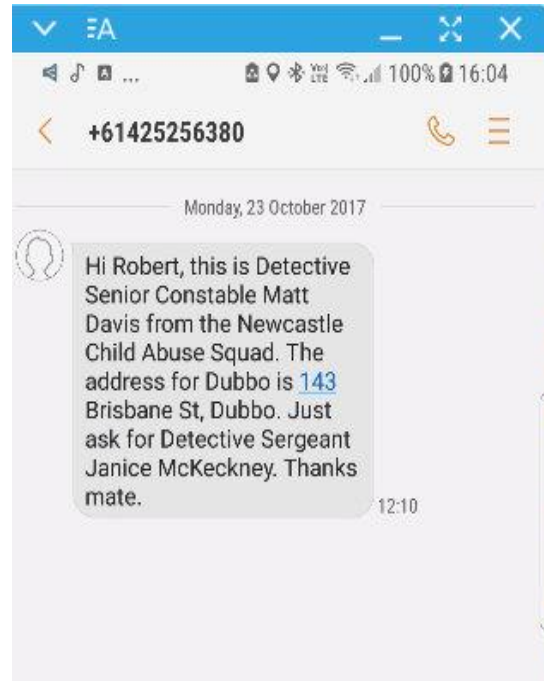 100% 16:04
+61425256380
Monday, 23 October 2017
Hi Robert, this is Detective
Senior Constable Matt
Davis from the Newcastle
Child Abuse Squad. The
address for Dubbo is 143
Brisbane St, Dubbo. Just
ask for Detective Sergeant
Janice McKeckney. Thanks
mate.
12:10